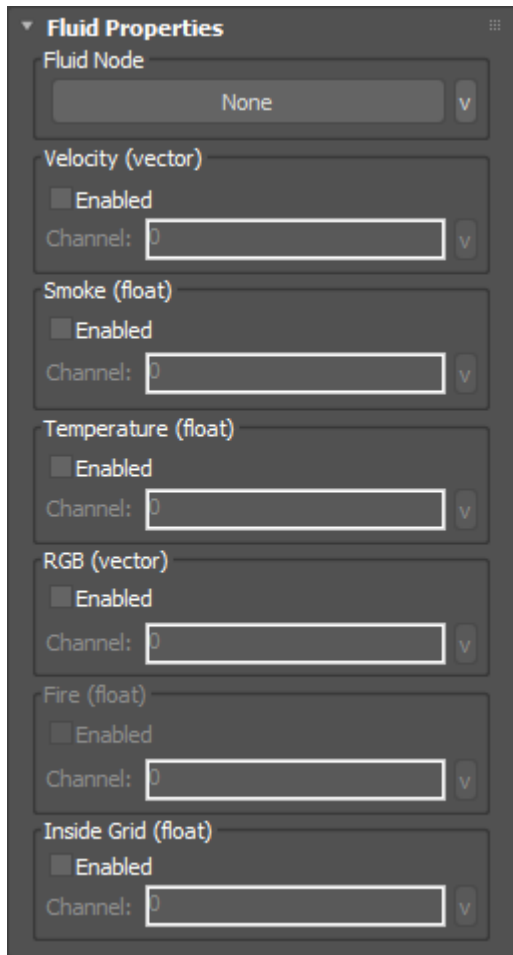 Fluid Properties
Fluid Node
None v
Velocity (vector)
Enabled
Channel: 0 v
Smoke (float)
Enabled
Channel: 0 v
Temperature (float)
Enabled
Channel: 0 v
RGB (vector)
Enabled
Channel: 0 v
Fire (float)
Enabled
Channel: 0 v
Inside Grid (float)
Enabled
Channel: 0 v